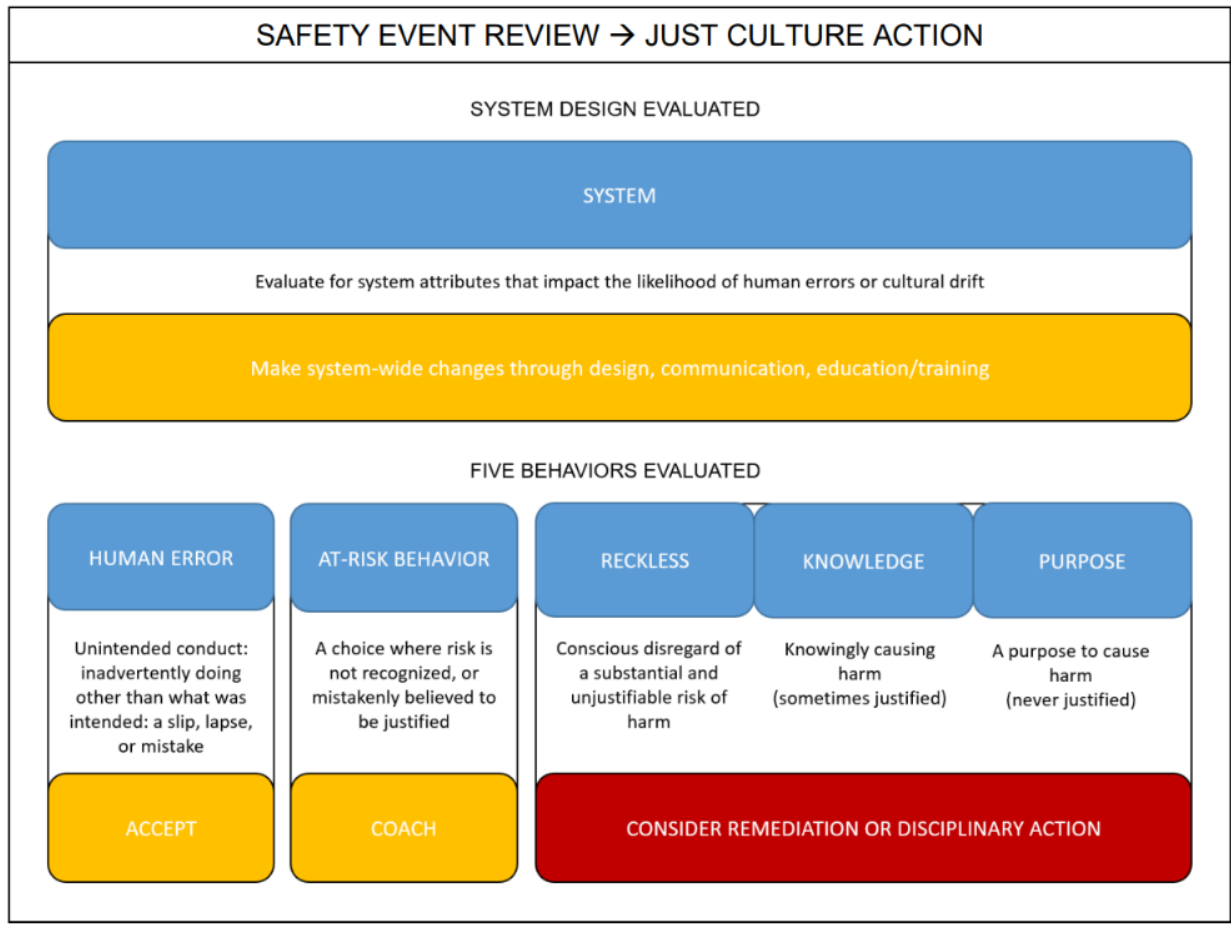 SAFETY EVENT REVIEW → JUST CULTURE ACTION
SYSTEM DESIGN EVALUATED
SYSTEM
Evaluate for system attributes that impact the likelihood of human errors or cultural drift
Make system-wide changes through design, communication, education/training
FIVE BEHAVIORS EVALUATED
HUMAN ERROR
Unintended conduct:
inadvertently doing
other than what was
intended: a slip, lapse,
or mistake
ACCEPT
AT-RISK BEHAVIOR
A choice where risk is
not recognized, or
mistakenly believed to
be justified
COACH
RECKLESS
Conscious disregard of
a substantial and
unjustifiable risk of
harm
KNOWLEDGE
Knowingly causing
harm
(sometimes justified)
PURPOSE
A purpose to cause
harm
(never justified)
CONSIDER REMEDIATION OR DISCIPLINARY ACTION